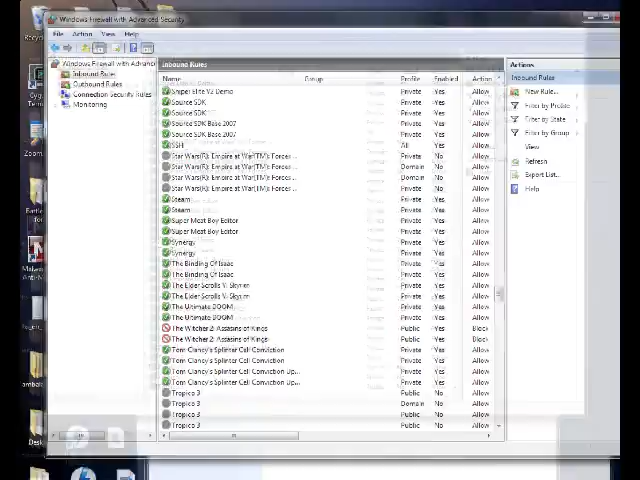 Windows Firewall with Advanced Security
File Action View Help
Windows Firewall with Advanc
Inbound Rules
Outbound Rules
Connection Security Rules
Monitoring
Inbound Rules
Name Group Profile Enabled Action
Sniper Elite V2 Demo Private Yes Allow
Source SDK Private Yes Allow
Source SDK Private Yes Allow
Source SDK Base 2007 Private Yes Allow
Source SDK Base 2007 Private Yes Allow
SSH All Yes Allow
Star Wars(R): Empire at War(TM): Forces ... Private No Allow
Star Wars(R): Empire at War(TM): Forces ... Domain No Allow
Star Wars(R): Empire at War(TM): Forces ... Domain No Allow
Star Wars(R): Empire at War(TM): Forces ... Private No Allow
Steam Private Yes Allow
Steam Private Yes Allow
Super Meat Boy Editor Private Yes Allow
Super Meat Boy Editor Private Yes Allow
Synergy Private Yes Allow
Synergy Private Yes Allow
The Binding Of Isaac Private Yes Allow
The Binding Of Isaac Private Yes Allow
The Elder Scrolls V: Skyrim Private Yes Allow
The Elder Scrolls V: Skyrim Private Yes Allow
The Ultimate DOOM Private Yes Allow
The Ultimate DOOM Private Yes Allow
The Witcher 2: Assasins of Kings Public Yes Block
The Witcher 2: Assasins of Kings Public Yes Block
Tom Clancy's Splinter Cell Conviction Private Yes Allow
Tom Clancy's Splinter Cell Conviction Private Yes Allow
Tom Clancy's Splinter Cell Conviction Up... Private Yes Allow
Tom Clancy's Splinter Cell Conviction Up... Private Yes Allow
Tropico 3 Public No Allow
Tropico 3 Domain No Allow
Tropico 3 Public No Allow
Tropico 3 Private No Allow
Actions
Inbound Rules
New Rule...
Filter by Profile
Filter by State
Filter by Group
View
Refresh
Export List...
Help
Zoom